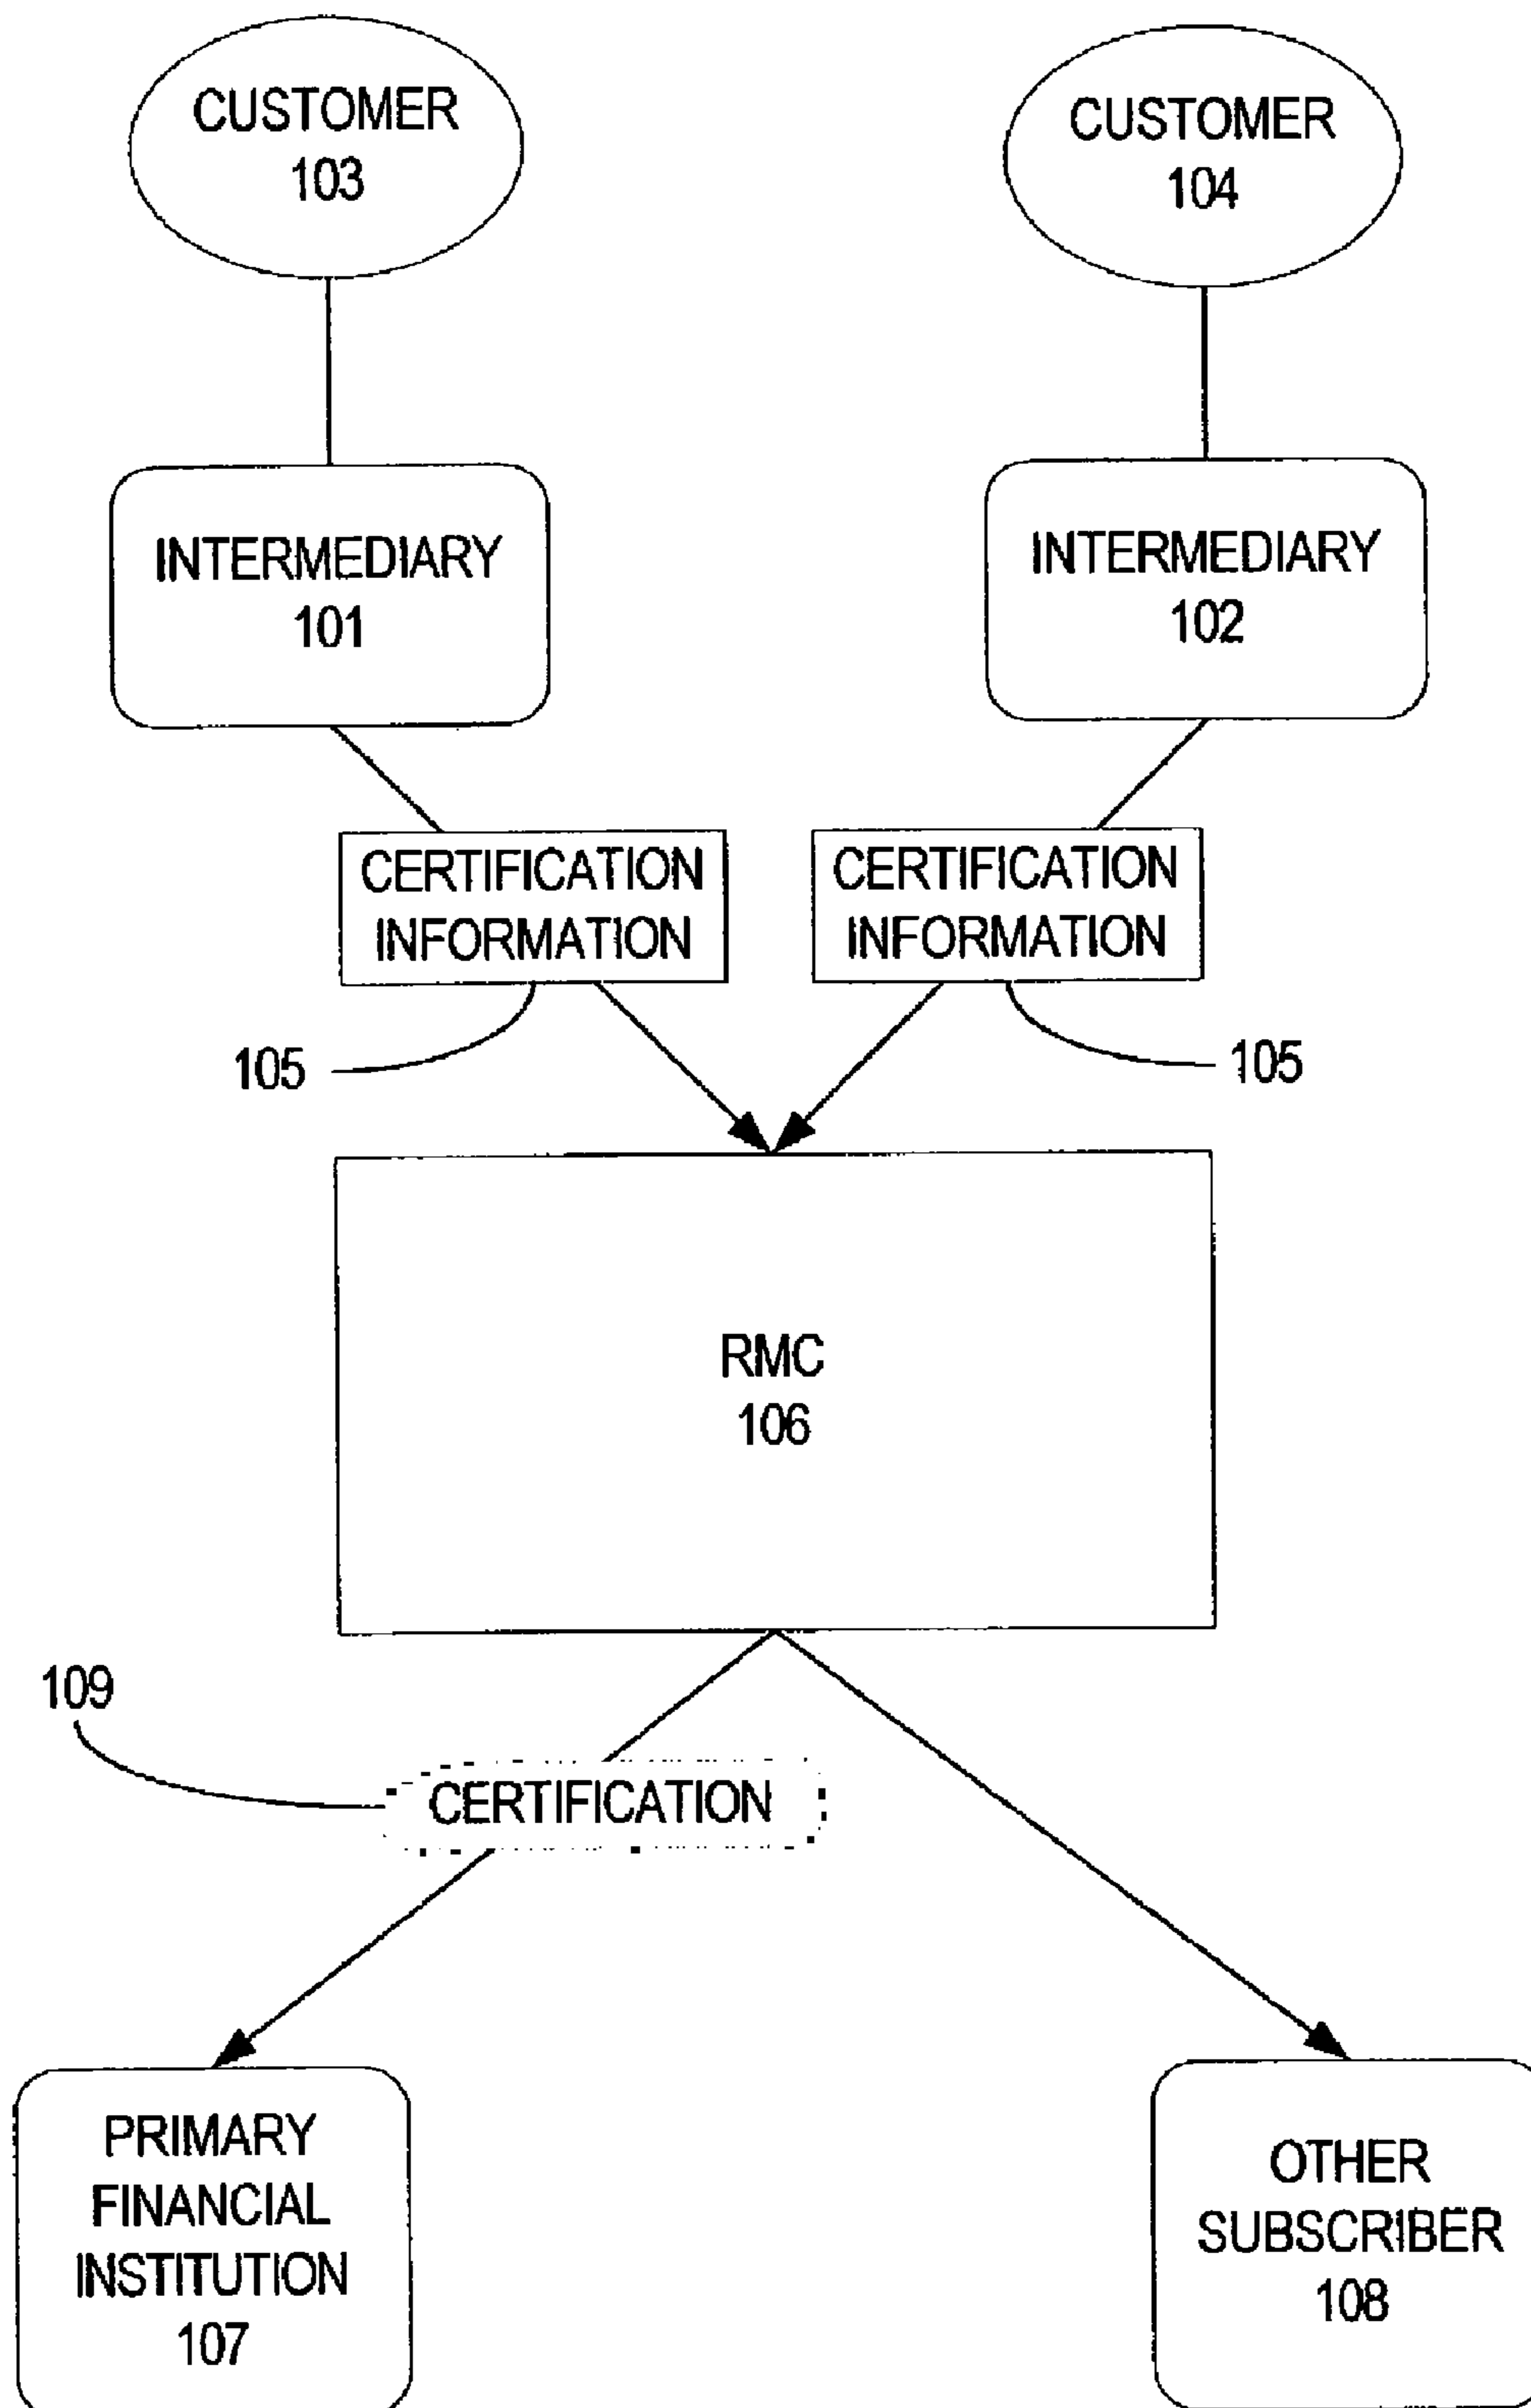 CUSTOMER
103
CUSTOMER
104
INTERMEDIARY
101
INTERMEDIARY
102
CERTIFICATION
INFORMATION
CERTIFICATION
INFORMATION
105
105
RMC
106
109
CERTIFICATION
PRIMARY
FINANCIAL
INSTITUTION
107
OTHER
SUBSCRIBER
108